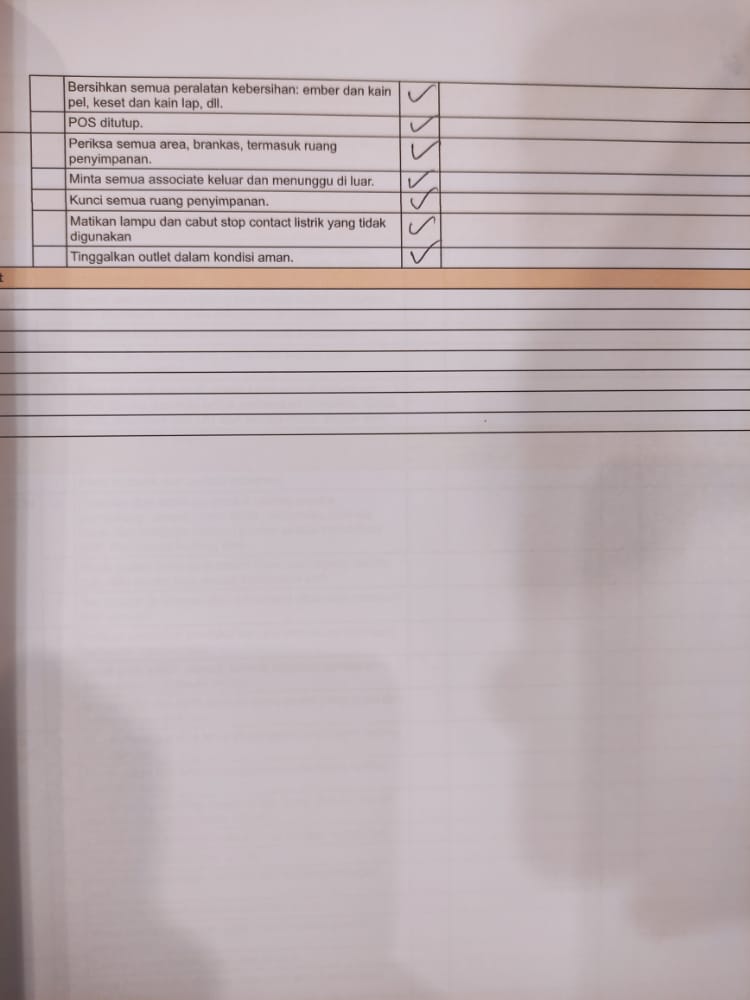 Bersihkan semua peralatan kebersihan: ember dan kain
pel, keset dan kain lap, dll.
POS ditutup.
Periksa semua area, brankas, termasuk ruang
penyimpanan.
Minta semua associate keluar dan menunggu di luar.
Kunci semua ruang penyimpanan.
Matikan lampu dan cabut stop contact listrik yang tidak
digunakan
Tinggalkan outlet dalam kondisi aman.